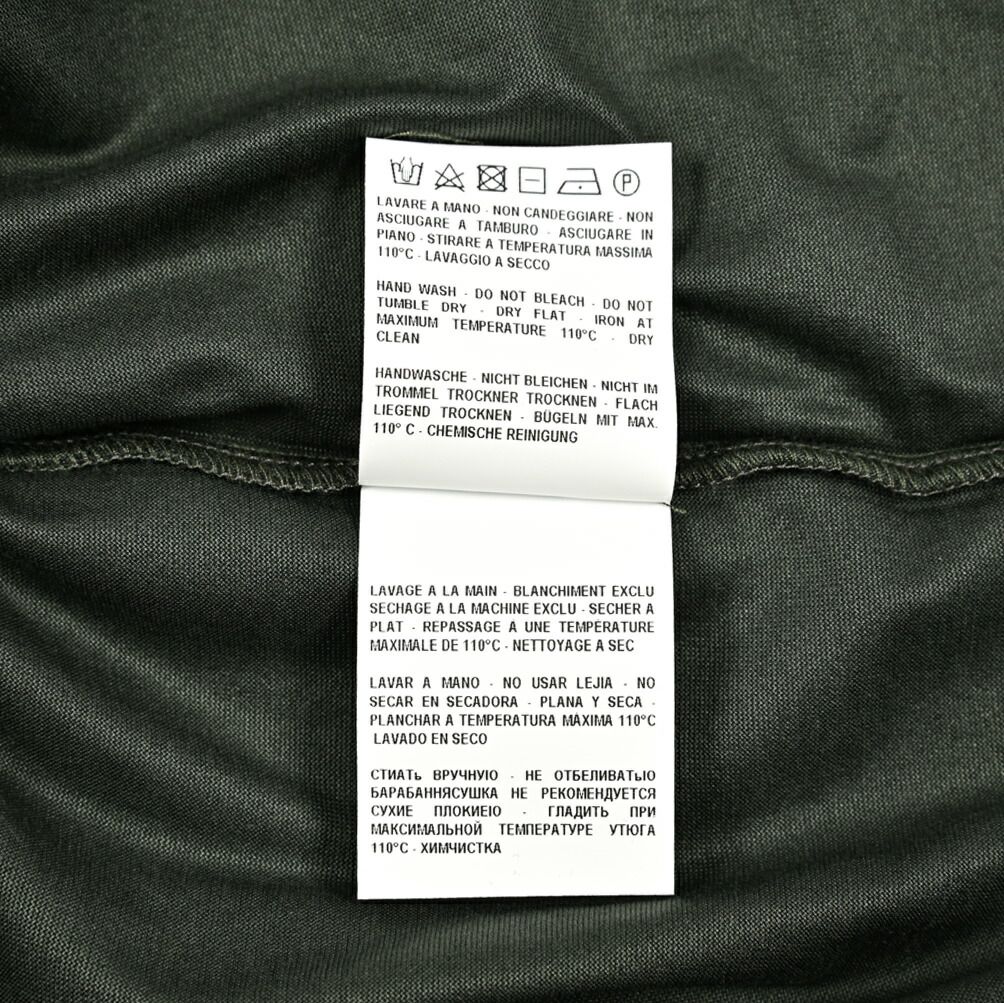 P
LAVARE A MANO - NON CANDEGGIARE - NON
ASCIUGARE A TAMBURO - ASCIUGARE IN
PIANO - STIRARE A TEMPERATURA MASSIMA
110°C - LAVAGGIO A SECCO
HAND WASH - DO NOT BLEACH - DO NOT
TUMBLE DRY - DRY FLAT - IRON AT
MAXIMUM TEMPERATURE 110°C - DRY
CLEAN
HANDWASCHE - NICHT BLEICHEN - NICHT IM
TROMMEL TROCKNER TROCKNEN - FLACH
LIEGEND TROCKNEN - BÜGELN MIT MAX.
110° C - CHEMISCHE REINIGUNG
LAVAGE A LA MAIN - BLANCHIMENT EXCLU
SECHAGE A LA MACHINE EXCLU - SECHER A
PLAT - REPASSAGE Á UNE TEMPÉRATURE
MAXIMALE DE 110°C - NETTOYAGE A SEC
LAVAR A MANO - NO USAR LEJIA - NO
SECAR EN SECADORA - PLANA Y SECA -
PLANCHAR A TEMPERATURA MÁXIMA 110°C
LAVADO EN SECO
СТИАТЬ ВРУЧНУЮ - НЕ ОТБЕЛИВАТЬЮ
БАРАБАННЯСУШКА НЕ РЕКОМЕНДУЕТСЯ
СУХИЕ ПЛОКИЕІО - ГЛАДИТЬ ПРИ
МАКСИМАЛЬНОЙ ТЕМПЕРАТУРЕ УТЮГА
110°C - ХИМЧИСТКА